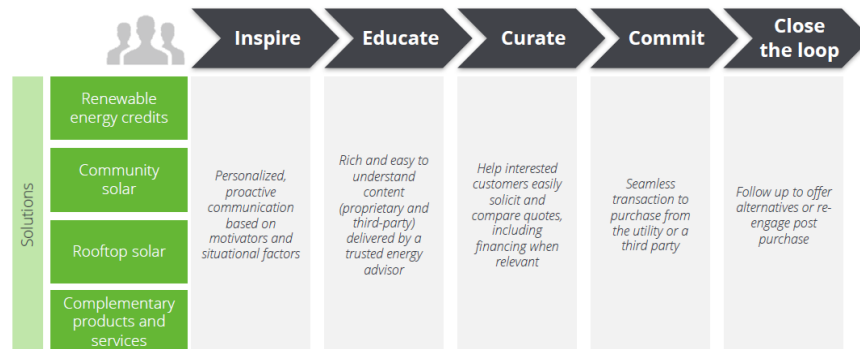 Inspire
Educate
Curate
Commit
Close
the loop
Solutions
Renewable
energy credits
Community
solar
Rooftop solar
Complementary
products and
services
Personalized,
proactive
communication
based on
motivators and
situational factors
Rich and easy to
understand
content
(proprietary and
third-party)
delivered by a
trusted energy
advisor
Help interested
customers easily
solicit and
compare quotes,
including
financing when
relevant
Seamless
transaction to
purchase from
the utility or a
third party
Follow up to offer
alternatives or re-
engage post
purchase